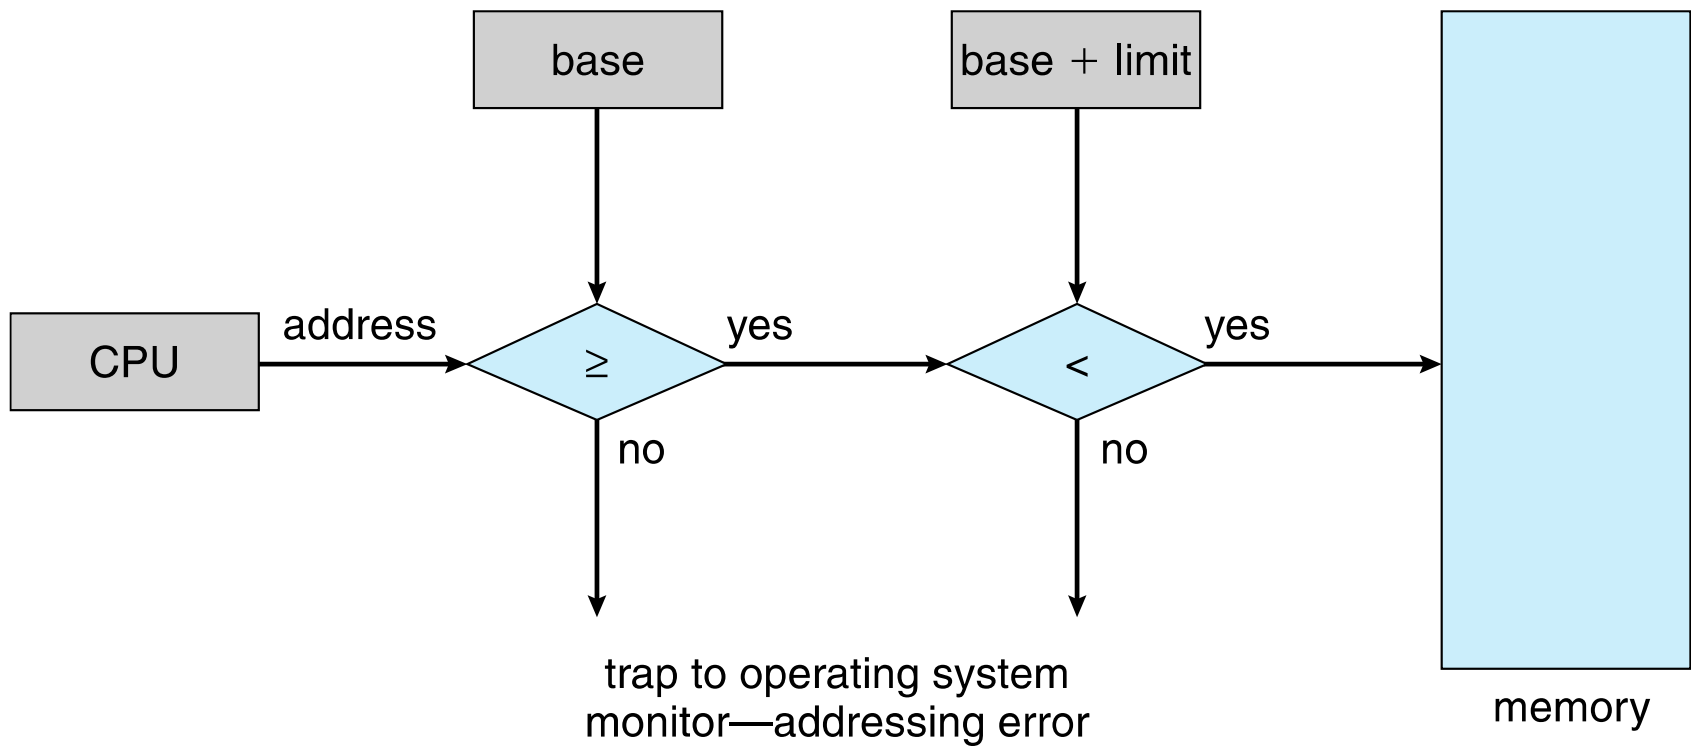 base
base + limit
CPU
address
≥
yes
<
yes
no
no
trap to operating system
monitor—addressing error
memory